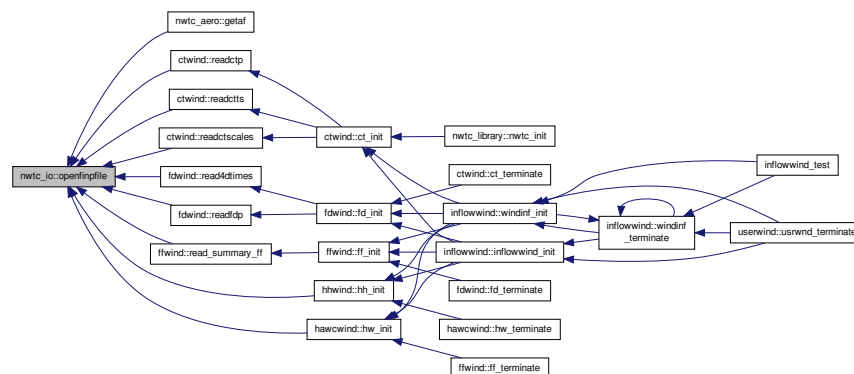 nwtc_aero::getaf
ctwind::readctp
ctwind::readctts
ctwind::readctscales
ctwind::ct_init
nwtc_library::nwtc_init
nwtc_io::openfinpfile
fdwind::read4dtimes
ctwind::ct_terminate
inflowwind_test
fdwind::readfdp
fdwind::fd_init
inflowwind::windinf_init
inflowwind::windinf
_terminate
userwind::usrwnd_terminate
ffwind::read_summary_ff
ffwind::ff_init
inflowwind::inflowwind_init
hhwind::hh_init
fdwind::fd_terminate
hawcwind::hw_init
hawcwind::hw_terminate
ffwind::ff_terminate